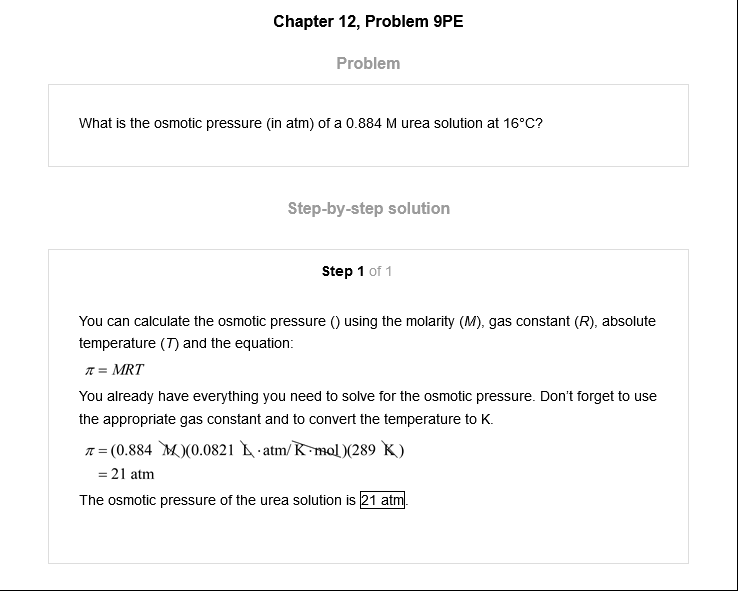 Chapter 12, Problem 9PE
Problem
What is the osmotic pressure (in atm) of a 0.884 M urea solution at 16°C?
Step-by-step solution
Step 1 of 1
You can calculate the osmotic pressure () using the molarity (M), gas constant (R), absolute
temperature (T) and the equation:
π = MRT
You already have everything you need to solve for the osmotic pressure. Don't forget to use
the appropriate gas constant and to convert the temperature to K.
π = (0.884 M)(0.0821 L·atm/K·mol)(289 K)
= 21 atm
The osmotic pressure of the urea solution is 21 atm.